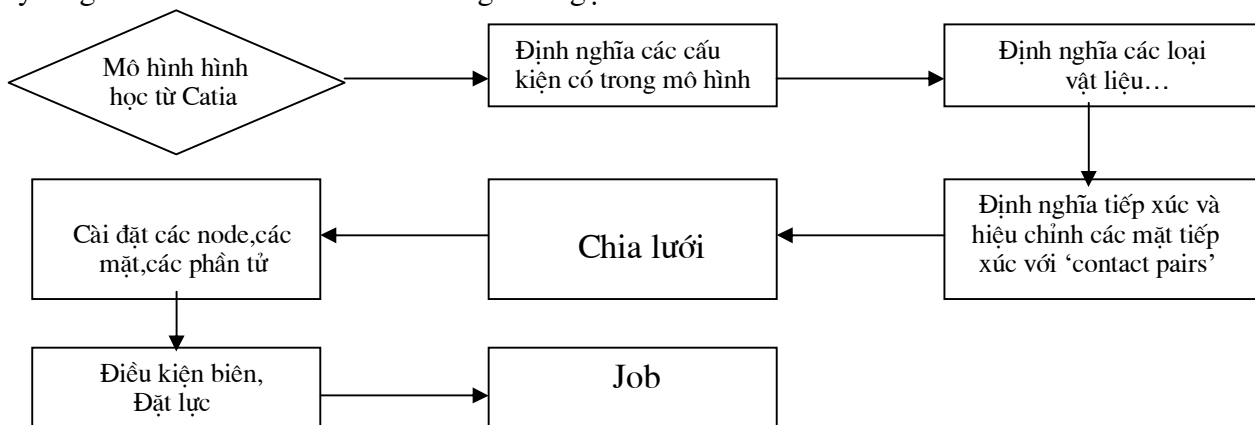 Mô hình hình
học từ Catia
Định nghĩa các cấu
kiện có trong mô hình
Định nghĩa các loại
vật liệu…
Định nghĩa tiếp xúc và
hiệu chỉnh các mặt tiếp
xúc với ‘contact pairs’
Chia lưới
Cài đặt các node,các
mặt,các phần tử
Điều kiện biên,
Đặt lực
Job